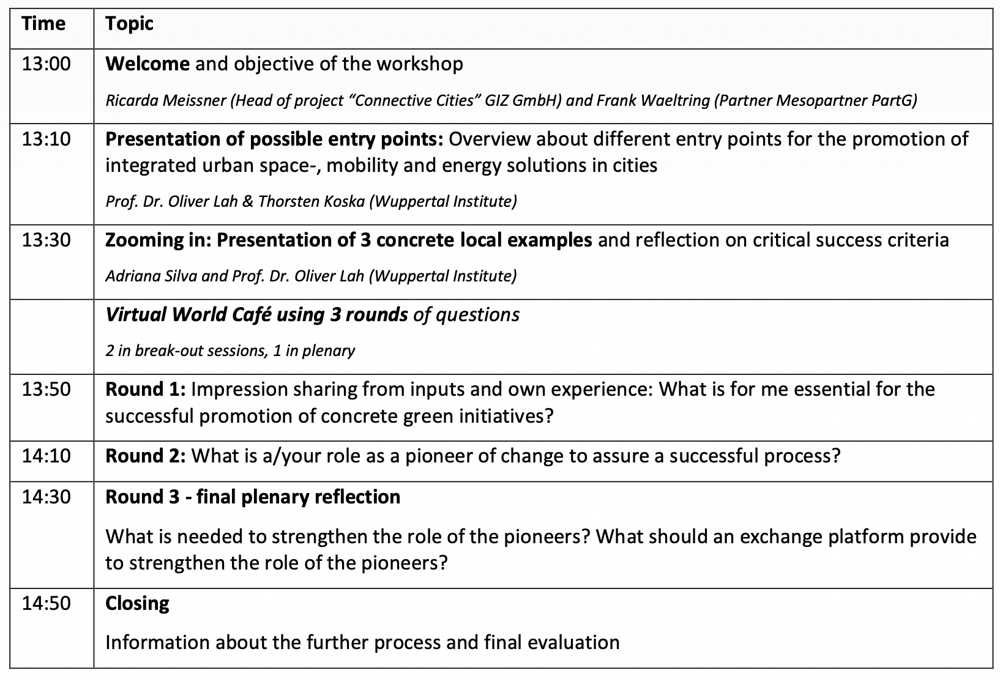 Time Topic
13:00 Welcome and objective of the workshop
Ricarda Meissner (Head of project “Connective Cities” GIZ GmbH) and Frank Waeltring (Partner Mesopartner PartG)
13:10 Presentation of possible entry points: Overview about different entry points for the promotion of
integrated urban space-, mobility and energy solutions in cities
Prof. Dr. Oliver Lah & Thorsten Koska (Wuppertal Institute)
13:30 Zooming in: Presentation of 3 concrete local examples and reflection on critical success criteria
Adriana Silva and Prof. Dr. Oliver Lah (Wuppertal Institute)
Virtual World Café using 3 rounds of questions
2 in break-out sessions, 1 in plenary
13:50 Round 1: Impression sharing from inputs and own experience: What is for me essential for the
successful promotion of concrete green initiatives?
14:10 Round 2: What is a/your role as a pioneer of change to assure a successful process?
14:30 Round 3 - final plenary reflection
What is needed to strengthen the role of the pioneers? What should an exchange platform provide
to strengthen the role of the pioneers?
14:50 Closing
Information about the further process and final evaluation